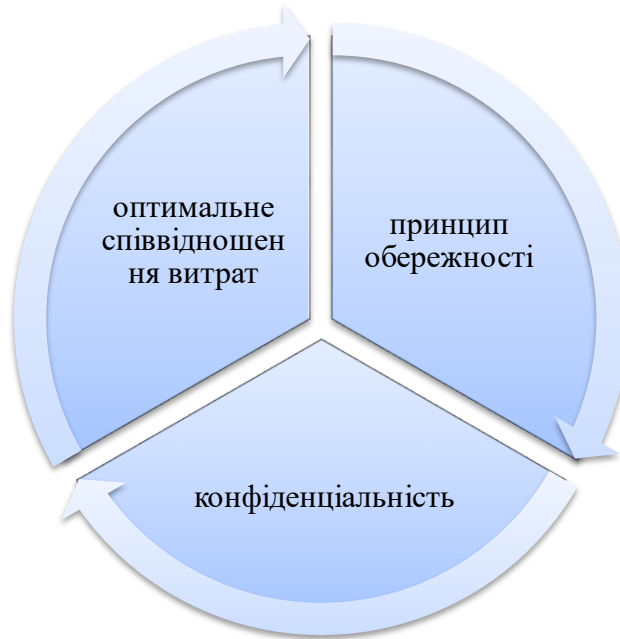 оптимальне
співвідношен
ня витрат
принцип
обережності
конфіденціальність